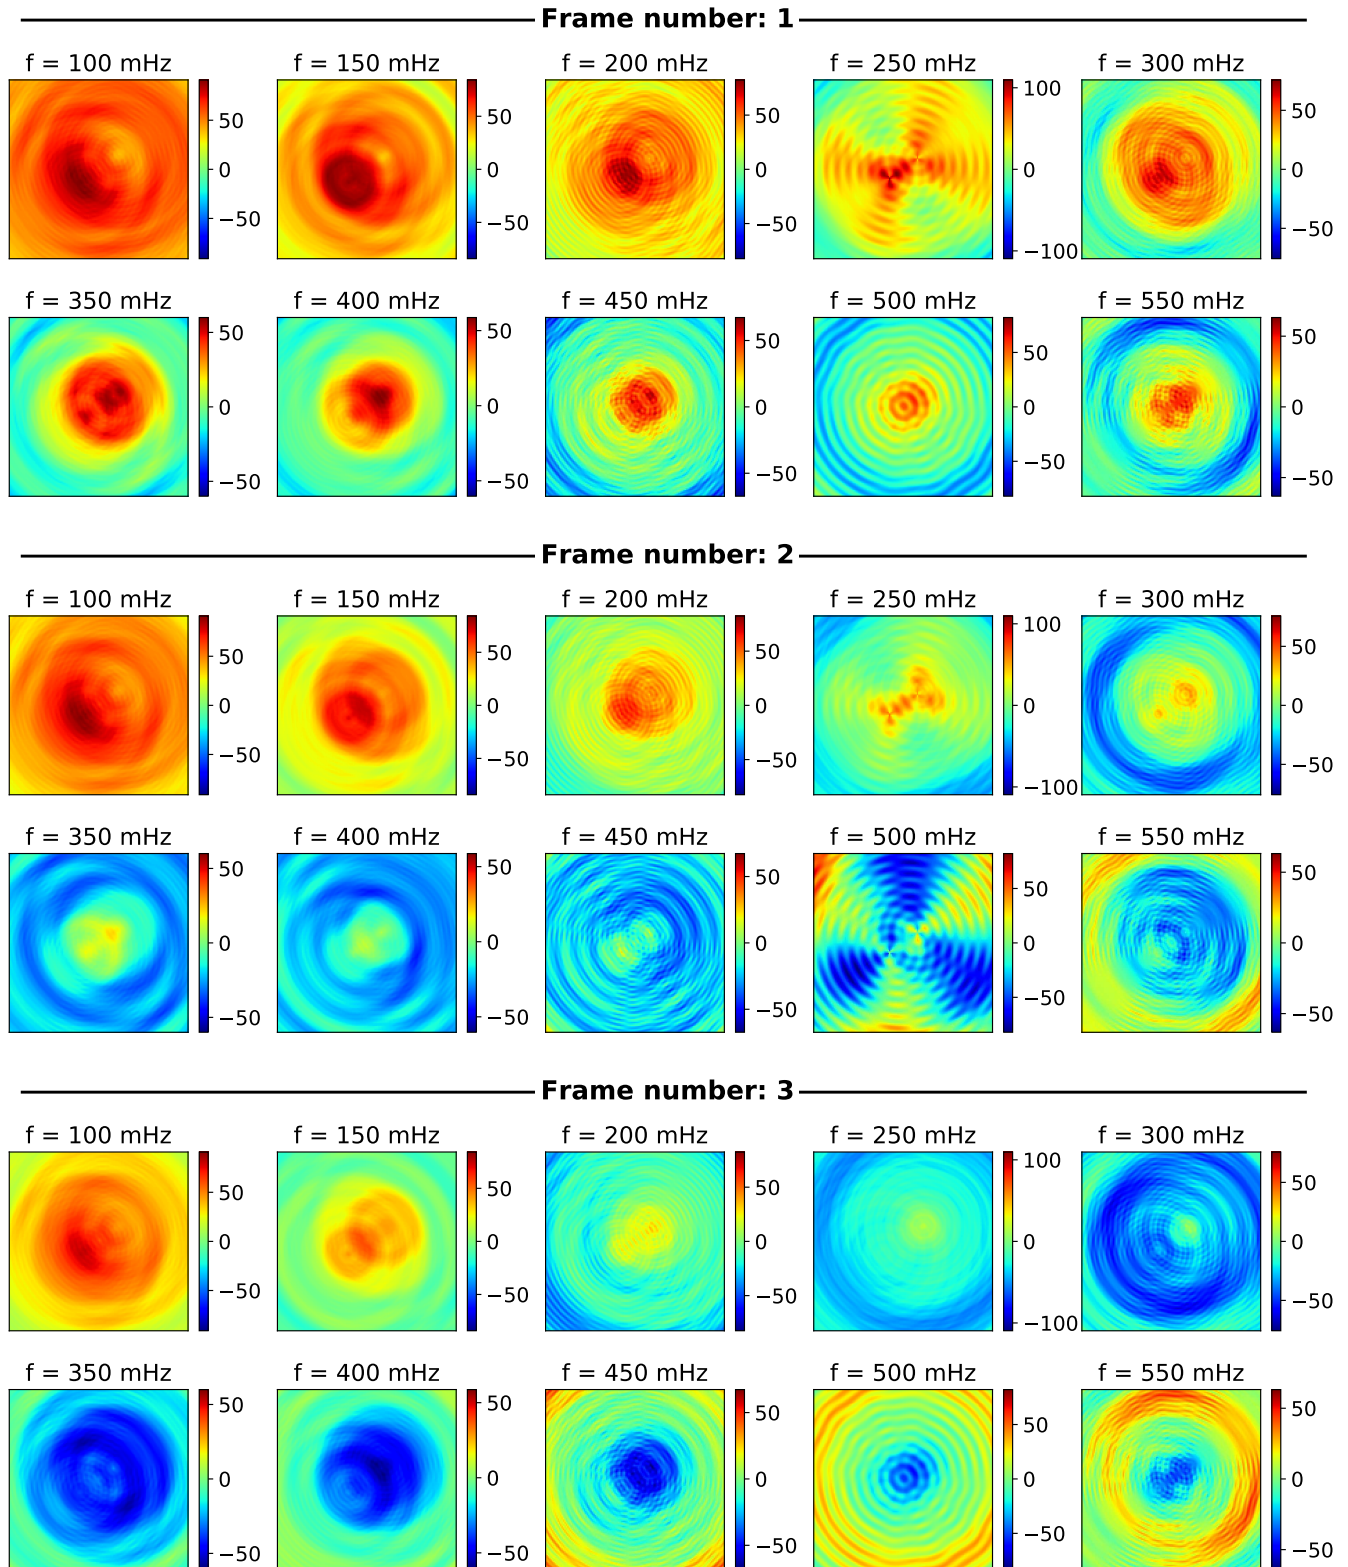 Frame number: 1
f = 100 mHz f = 150 mHz f = 200 mHz f = 250 mHz f = 300 mHz
50 0 −50 50 0 −50 50 0 −50 100 0 −100 50 0 −50
f = 350 mHz f = 400 mHz f = 450 mHz f = 500 mHz f = 550 mHz
50 0 −50 50 0 −50 50 0 −50 50 0 −50 50 0 −50
Frame number: 2
f = 100 mHz f = 150 mHz f = 200 mHz f = 250 mHz f = 300 mHz
50 0 −50 50 0 −50 50 0 −50 100 0 −100 50 0 −50
f = 350 mHz f = 400 mHz f = 450 mHz f = 500 mHz f = 550 mHz
50 0 −50 50 0 −50 50 0 −50 50 0 −50 50 0 −50
Frame number: 3
f = 100 mHz f = 150 mHz f = 200 mHz f = 250 mHz f = 300 mHz
50 0 −50 50 0 −50 50 0 −50 100 0 −100 50 0 −50
f = 350 mHz f = 400 mHz f = 450 mHz f = 500 mHz f = 550 mHz
50 0 −50 50 0 −50 50 0 −50 50 0 −50 50 0 −50